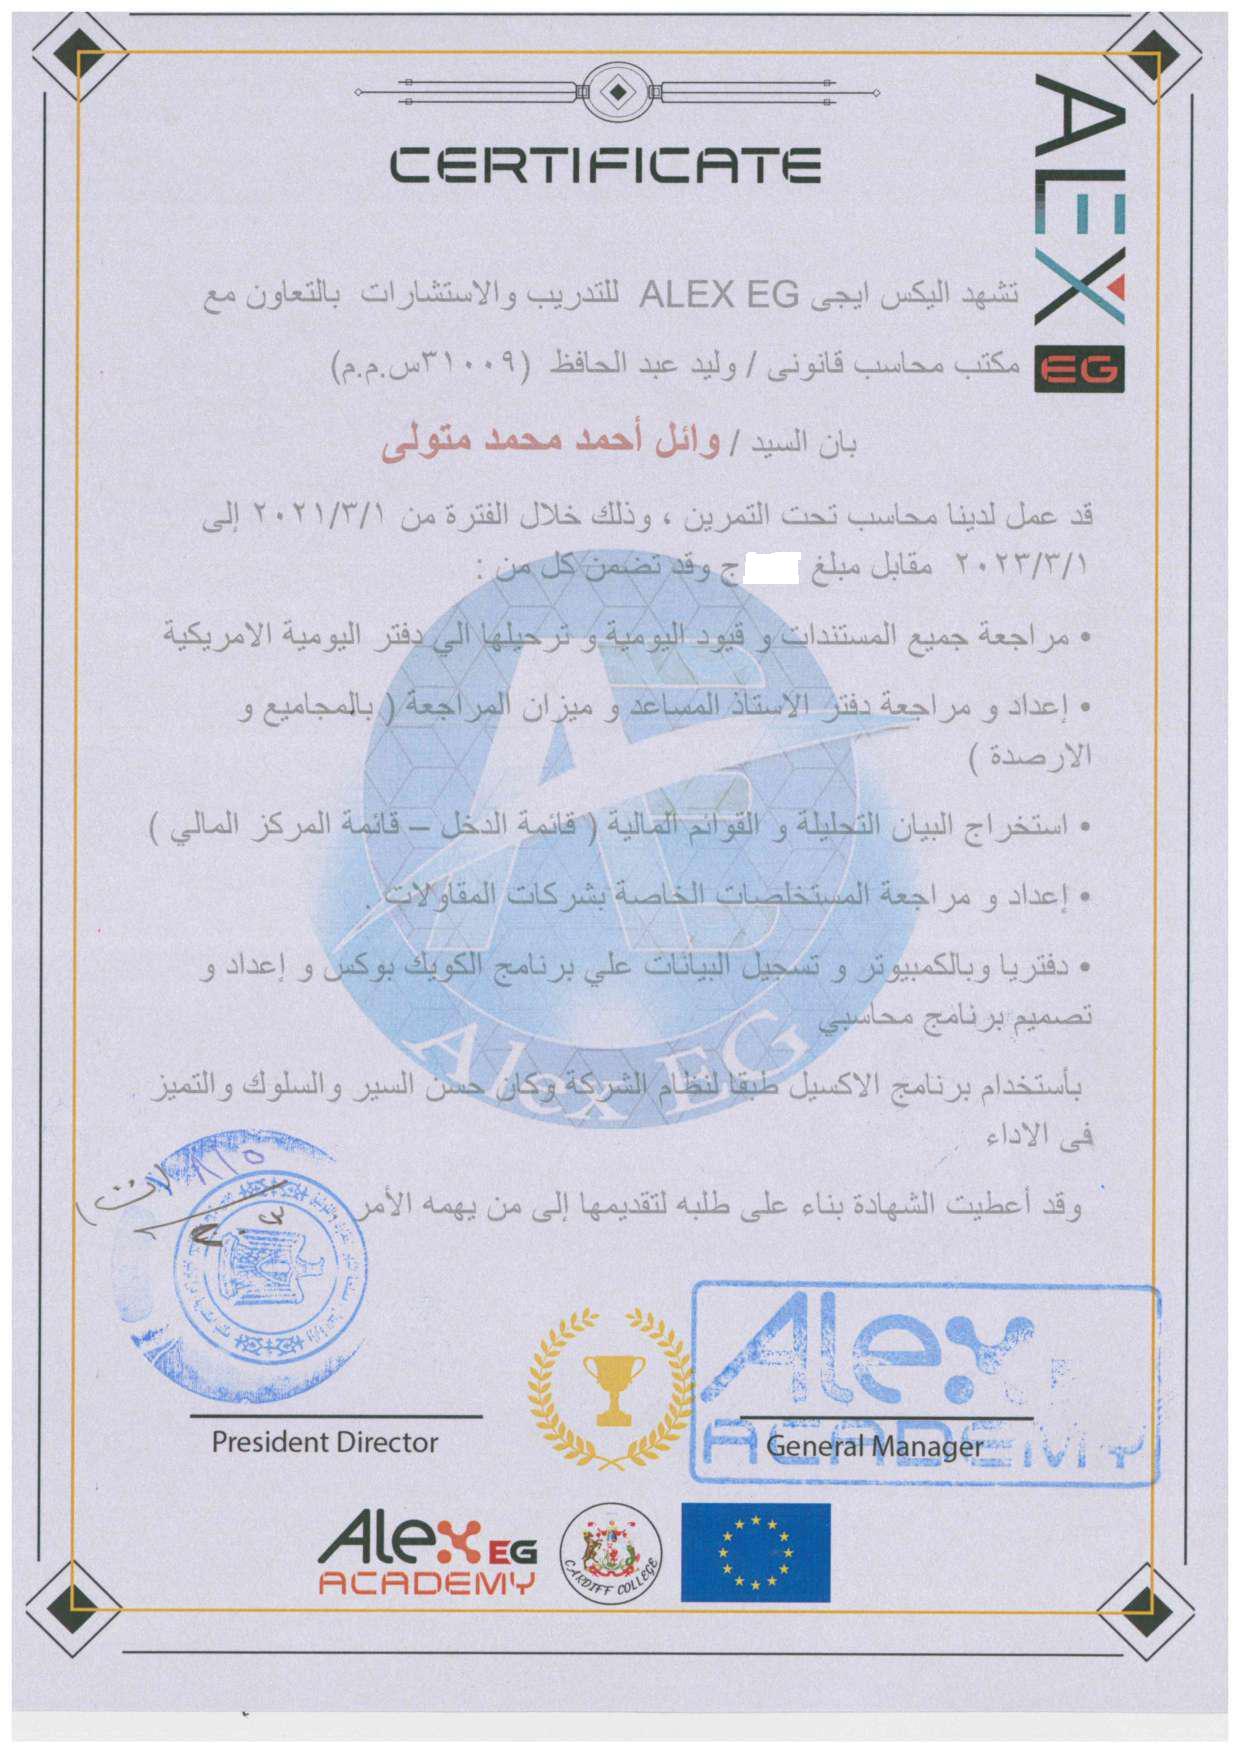 CERTIFICATE
ALEX EG
تشهد اليكس ايجى ALEX EG للتدريب والاستشارات بالتعاون مع
مكتب محاسب قانونى / وليد عبد الحافظ (٣١٠٠٩س.م.م)
بان السيد / وائل أحمد محمد متولى
قد عمل لدينا محاسب تحت التمرين ، وذلك خلال الفترة من ٢٠٢١/٣/١ إلى
٢٠٢٣/٣/١ مقابل مبلغ ج وقد تضمن كل من :
• مراجعة جميع المستندات و قيود اليومية و ترحيلها الي دفتر اليومية الامريكية
• إعداد و مراجعة دفتر الاستاذ المساعد و ميزان المراجعة ( بالمجاميع و
الارصدة )
• استخراج البيان التحليلة و القوائم المالية ( قائمة الدخل – قائمة المركز المالي )
• إعداد و مراجعة المستخلصات الخاصة بشركات المقاولات .
• دفتريا وبالكمبيوتر و تسجيل البيانات علي برنامج الكويك بوكس و إعداد و
تصميم برنامج محاسبي
بأستخدام برنامج الاكسيل طبقا لنظام الشركة وكان حسن السير والسلوك والتميز
فى الاداء
وقد أعطيت الشهادة بناء على طلبه لتقديمها إلى من يهمه الأمر
Alex EG
Alex
ACADEMY
President Director
General Manager
Alex EG
ACADEMY
CARDIFF COLLEGE